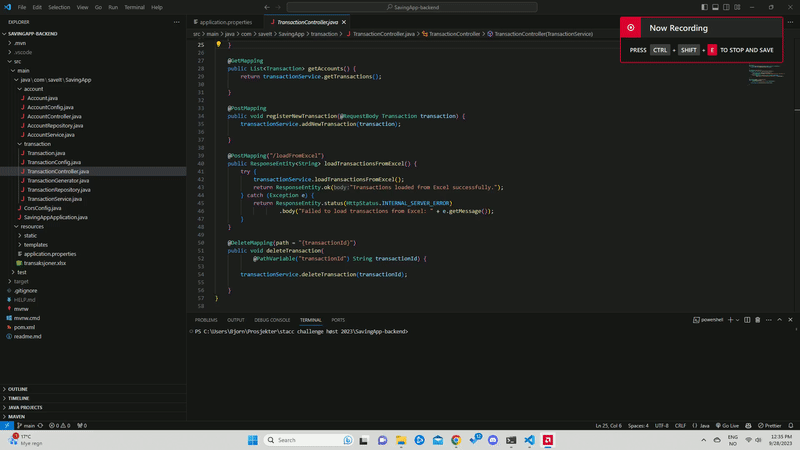 File Edit Selection View Go Run Terminal Help
SavingApp-backend
EXPLORER
SAVINGAPP-BACKEND
.mvn
.vscode
src
main
java \ com \ saveit \ SavingApp
account
Account.java
AccountConfig.java
AccountController.java
AccountRepository.java
AccountService.java
transaction
Transaction.java
TransactionConfig.java
TransactionController.java
TransactionGenerator.java
TransactionRepository.java
TransactionService.java
CorsConfig.java
SavingAppApplication.java
resources
static
templates
application.properties
transaksjoner.xlsx
test
target
.gitignore
HELP.md
mvnw
mvnw.cmd
pom.xml
readme.md
OUTLINE
TIMELINE
JAVA PROJECTS
MAVEN
application.properties TransactionController.java
src > main > java > com > saveit > SavingApp > transaction > TransactionController.java > TransactionController > TransactionController(TransactionService)
25 }
26
27 @GetMapping
28 public List<Transaction> getAccounts() {
29 return transactionService.getTransactions();
30
31 }
32
33 @PostMapping
34 public void registerNewTransaction(@RequestBody Transaction transaction) {
35 transactionService.addNewTransaction(transaction);
36
37 }
38
39 @PostMapping("/loadFromExcel")
40 public ResponseEntity<String> loadTransactionsFromExcel() {
41 try {
42 transactionService.loadTransactionsFromExcel();
43 return ResponseEntity.ok(body:"Transactions loaded from Excel successfully.");
44 } catch (Exception e) {
45 return ResponseEntity.status(HttpStatus.INTERNAL_SERVER_ERROR)
46 .body("Failed to load transactions from Excel: " + e.getMessage());
47 }
48 }
49
50 @DeleteMapping(path = "{transactionId}")
51 public void deleteTransaction(
52 @PathVariable("transactionId") String transactionId) {
53
54 transactionService.deleteTransaction(transactionId);
55
56 }
57 }
58
Now Recording
PRESS CTRL + SHIFT + E TO STOP AND SAVE
PROBLEMS OUTPUT DEBUG CONSOLE TERMINAL PORTS
powershell
PS C:\Users\Bjorn\Prosjekter\stacc challenge høst 2023\SavingApp-backend>
main 0 0 0
Ln 25, Col 6 Spaces: 4 UTF-8 CRLF {} Java Go Live Prettier
17°C
Mye regn
Search
ENG
NO
12:35 PM
9/28/2023